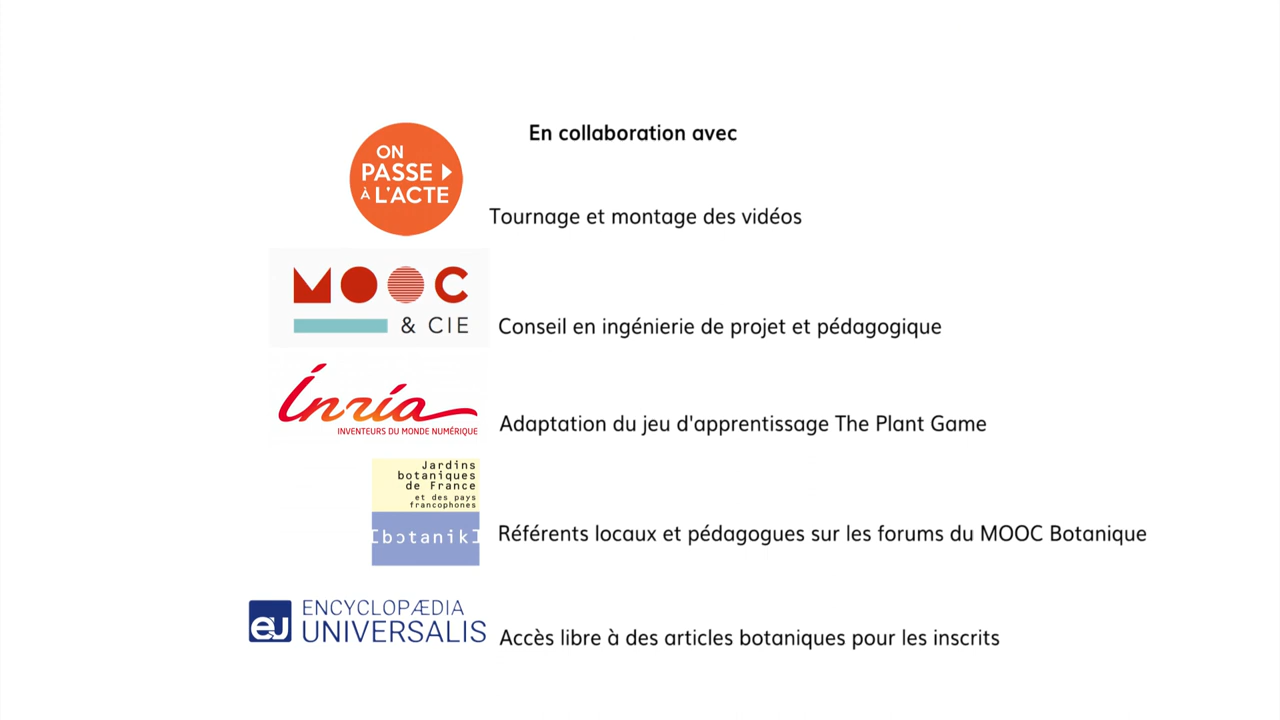 En collaboration avec
ON
PASSE
À L'ACTE
Tournage et montage des vidéos
MOOC
& CIE
Conseil en ingénierie de projet et pédagogique
Inria
INVENTEURS DU MONDE NUMÉRIQUE
Adaptation du jeu d'apprentissage The Plant Game
Jardins
botaniques
de France
et des pays
francophones
[bɔtanik]
Référents locaux et pédagogues sur les forums du MOOC Botanique
eu ENCYCLOPÆDIA
UNIVERSALIS
Accès libre à des articles botaniques pour les inscrits